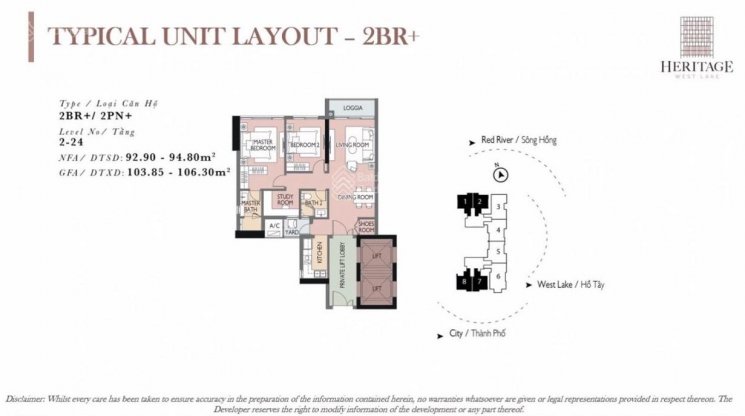 TYPICAL UNIT LAYOUT – 2BR+
HERITAGE
WEST LAKE
Type / Loại Căn Hộ
2BR+/ 2PN+
Level No/ Tầng
2-24
NFA/ DTSD: 92.90 - 94.80m²
GFA/ DTXD: 103.85 - 106.30m²
LOGGIA
MASTER
BEDROOM
BEDROOM 2
LIVING ROOM
STUDY
ROOM
BATH 2
DINING ROOM
MASTER
BATH
A/C
YARD
SHOES
ROOM
KITCHEN
PRIVATE LIFT LOBBY
LIFT
LIFT
Red River / Sông Hồng
N
1
2
3
4
5
6
8
7
West Lake / Hồ Tây
City / Thành Phố
Disclaimer: Whilst every care has been taken to ensure accuracy in the preparation of the information contained herein, no warranties whatsoever are given or legal representations provided in respect thereon. The
Developer reserves the right to modify information of the development or any part thereof.